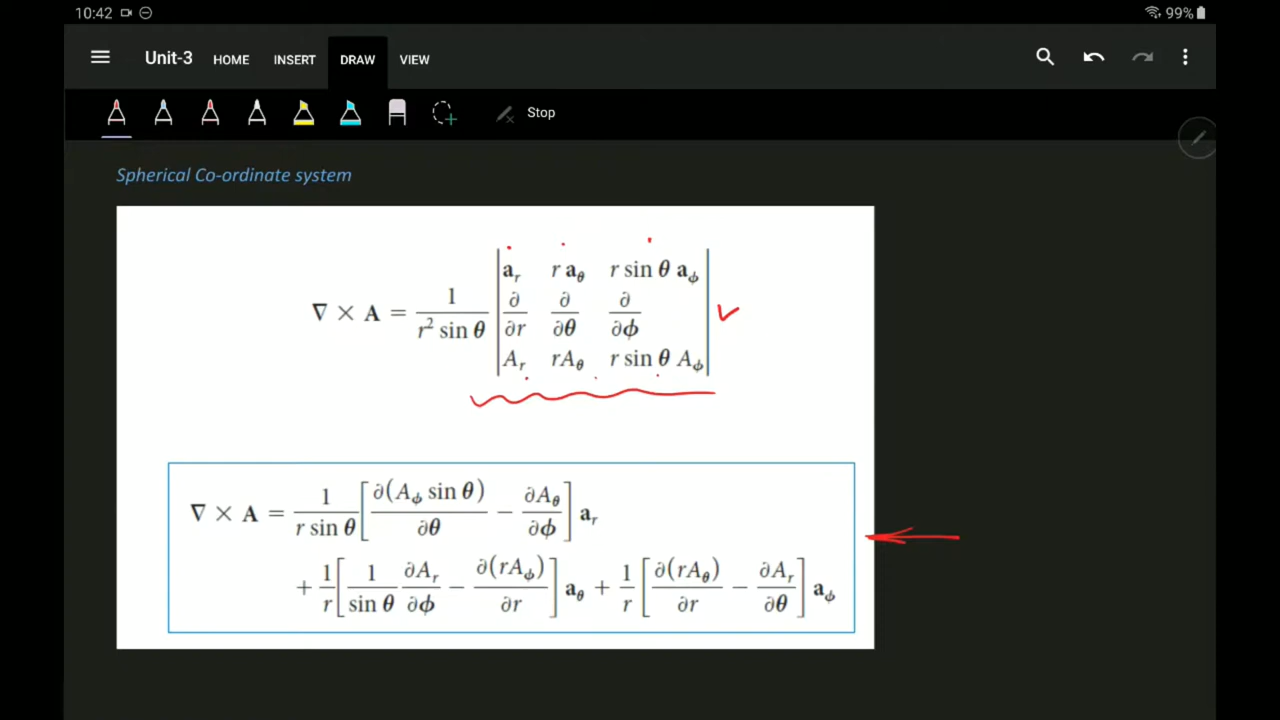 10:42 99%
Unit-3 HOME INSERT DRAW VIEW
Stop
Spherical Co-ordinate system
∇ × A = 1/(r² sin θ) | a_r  r a_θ  r sin θ a_ϕ |
| ∂/∂r  ∂/∂θ  ∂/∂ϕ |
| A_r  rA_θ  r sin θ A_ϕ |
∇ × A = 1/(r sin θ) [∂(A_ϕ sin θ)/∂θ − ∂A_θ/∂ϕ] a_r
+ 1/r [1/(sin θ) ∂A_r/∂ϕ − ∂(rA_ϕ)/∂r] a_θ + 1/r [∂(rA_θ)/∂r − ∂A_r/∂θ] a_ϕ